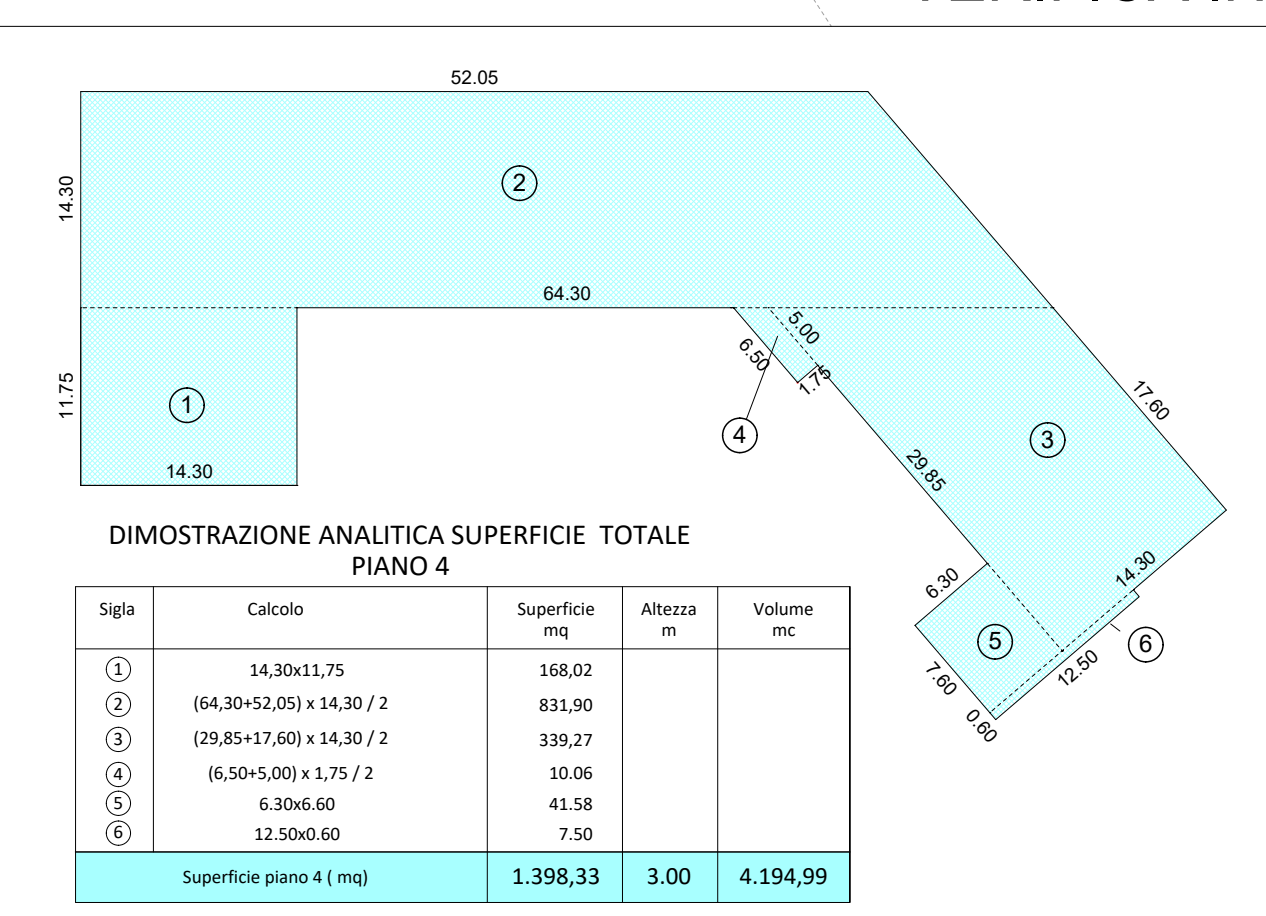 52.05
14.30
②
64.30
5.00
6.50
1.75
11.75
①
④
③
17.60
29.85
14.30
14.30
6.30
⑤
⑥
12.50
7.60
0.60
DIMOSTRAZIONE ANALITICA SUPERFICIE TOTALE
PIANO 4
Sigla Calcolo Superficie mq Altezza m Volume mc
① 14,30x11,75 168,02
② (64,30+52,05) x 14,30 / 2 831,90
③ (29,85+17,60) x 14,30 / 2 339,27
④ (6,50+5,00) x 1,75 / 2 10.06
⑤ 6.30x6.60 41.58
⑥ 12.50x0.60 7.50
Superficie piano 4 ( mq) 1.398,33 3.00 4.194,99